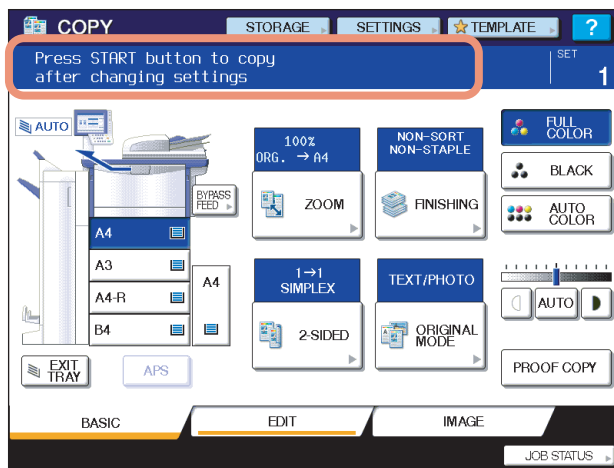 COPY
STORAGE
SETTINGS
TEMPLATE
?
Press START button to copy
after changing settings
SET
1
AUTO
100%
ORG. → A4
ZOOM
NON-SORT
NON-STAPLE
FINISHING
FULL
COLOR
BLACK
AUTO
COLOR
BYPASS
FEED
A4
A3
A4-R
B4
A4
1→1
SIMPLEX
2-SIDED
TEXT/PHOTO
ORIGINAL
MODE
AUTO
EXIT
TRAY
APS
PROOF COPY
BASIC
EDIT
IMAGE
JOB STATUS